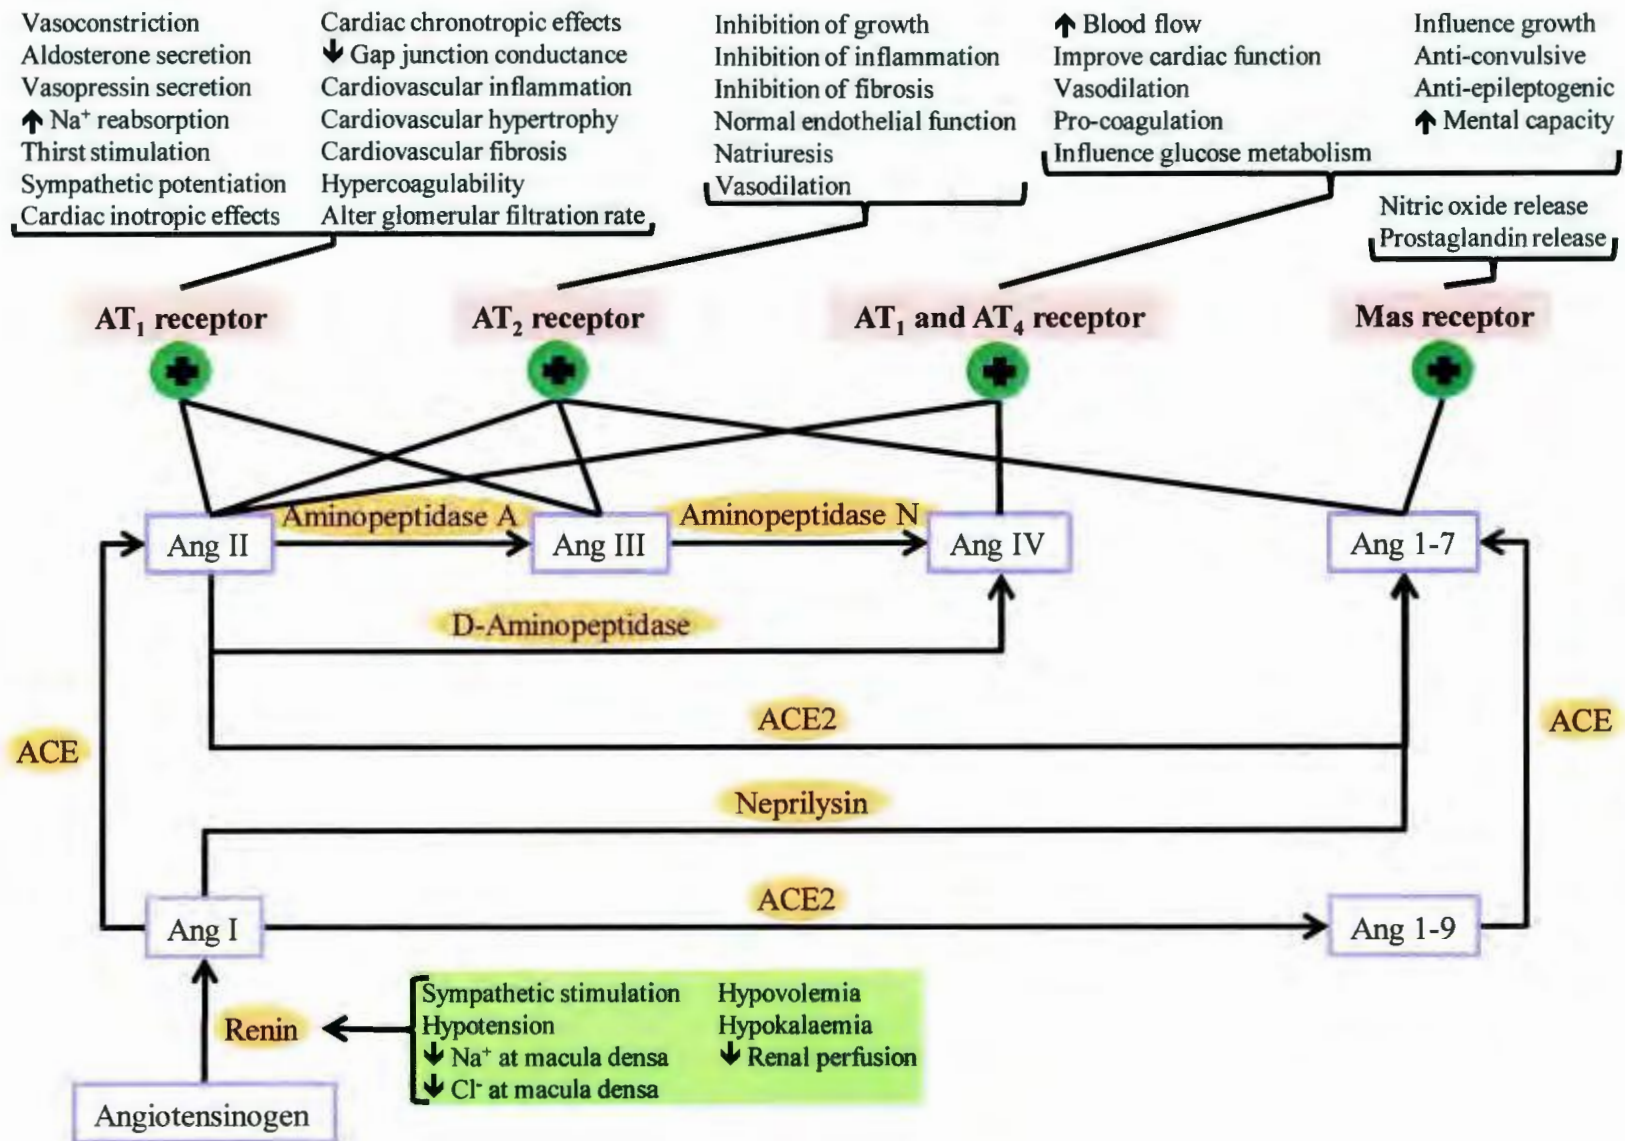 Vasoconstriction
Aldosterone secretion
Vasopressin secretion
↑ Na⁺ reabsorption
Thirst stimulation
Sympathetic potentiation
Cardiac inotropic effects
Cardiac chronotropic effects
↓ Gap junction conductance
Cardiovascular inflammation
Cardiovascular hypertrophy
Cardiovascular fibrosis
Hypercoagulability
Alter glomerular filtration rate
Inhibition of growth
Inhibition of inflammation
Inhibition of fibrosis
Normal endothelial function
Natriuresis
Vasodilation
↑ Blood flow
Improve cardiac function
Vasodilation
Pro-coagulation
Influence glucose metabolism
Influence growth
Anti-convulsive
Anti-epileptogenic
↑ Mental capacity
Nitric oxide release
Prostaglandin release
AT₁ receptor
AT₂ receptor
AT₁ and AT₄ receptor
Mas receptor
Aminopeptidase A
Aminopeptidase N
Ang II
Ang III
Ang IV
Ang 1-7
D-Aminopeptidase
ACE2
ACE
ACE
Neprilysin
ACE2
Ang I
Ang 1-9
Renin
Sympathetic stimulation
Hypotension
↓ Na⁺ at macula densa
↓ Cl⁻ at macula densa
Hypovolemia
Hypokalaemia
↓ Renal perfusion
Angiotensinogen